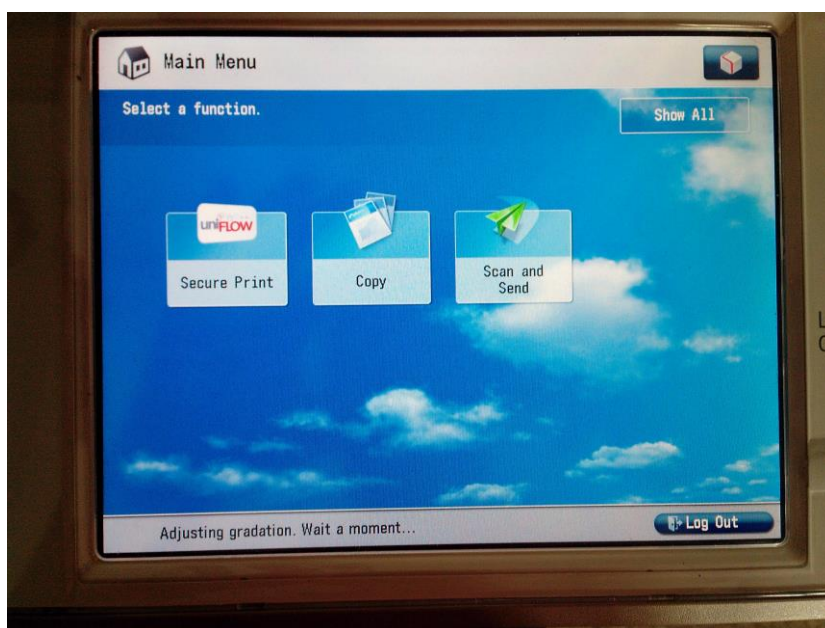 Main Menu
Select a function.
Show All
uniFLOW
Secure Print
Copy
Scan and
Send
Adjusting gradation. Wait a moment...
Log Out